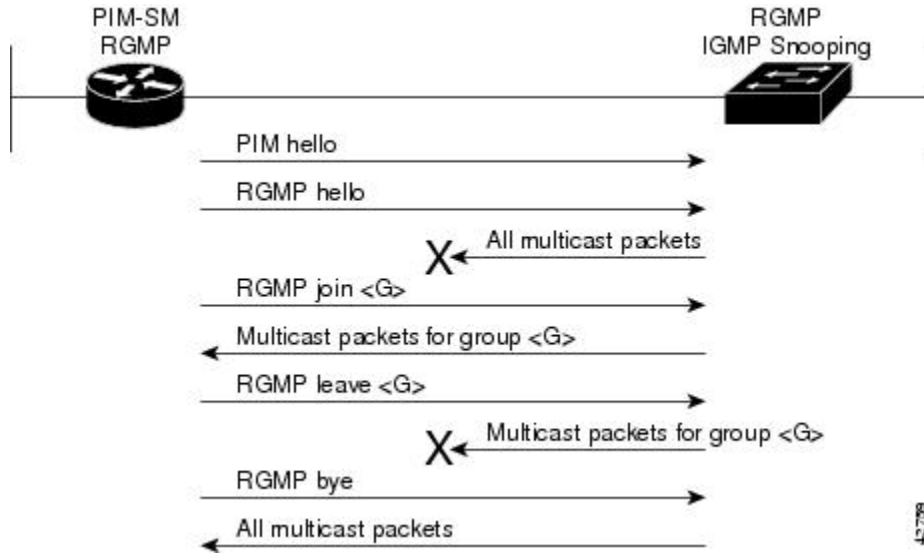 PIM-SM
RGMP
RGMP
IGMP Snooping
PIM hello
RGMP hello
All multicast packets
X
RGMP join <G>
Multicast packets for group <G>
RGMP leave <G>
Multicast packets for group <G>
X
RGMP bye
All multicast packets